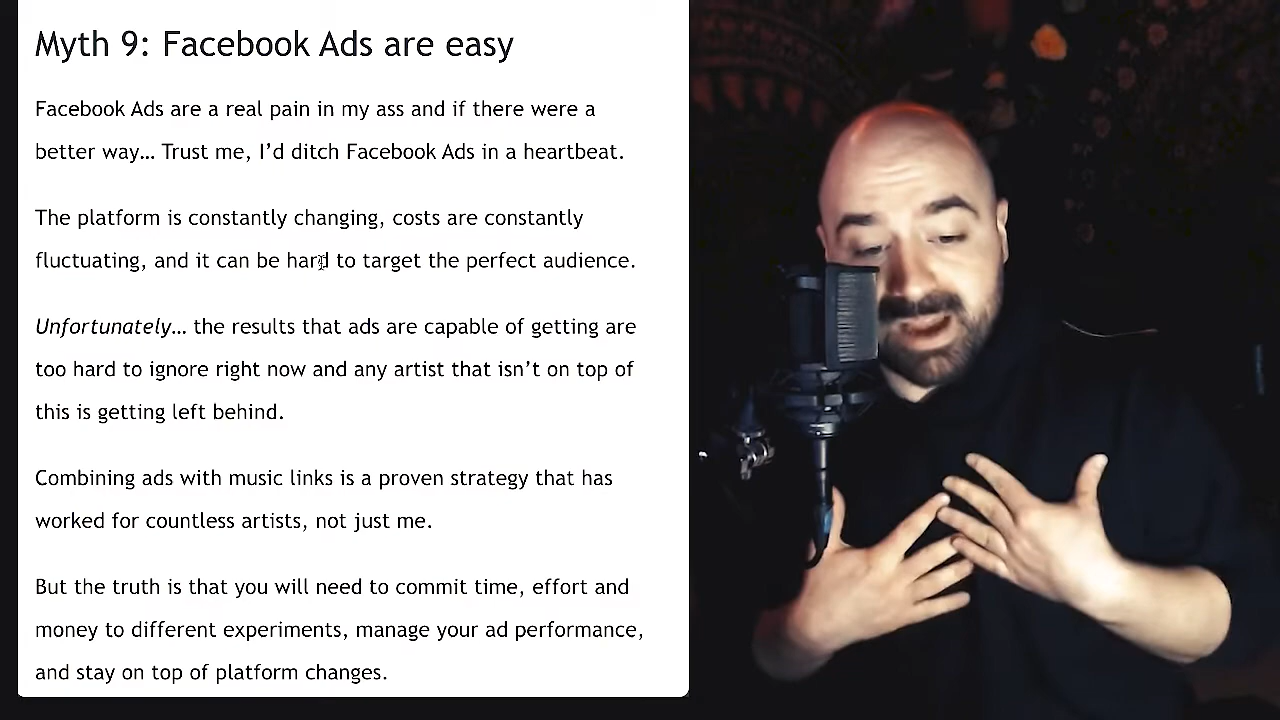 Myth 9: Facebook Ads are easy
Facebook Ads are a real pain in my ass and if there were a
better way… Trust me, I’d ditch Facebook Ads in a heartbeat.
The platform is constantly changing, costs are constantly
fluctuating, and it can be hard to target the perfect audience.
Unfortunately… the results that ads are capable of getting are
too hard to ignore right now and any artist that isn’t on top of
this is getting left behind.
Combining ads with music links is a proven strategy that has
worked for countless artists, not just me.
But the truth is that you will need to commit time, effort and
money to different experiments, manage your ad performance,
and stay on top of platform changes.